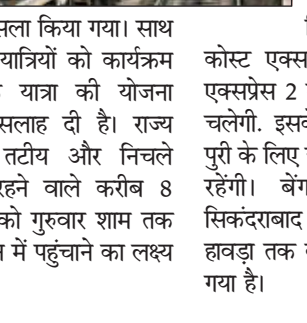 सला किया गया। साथ
यात्रियों को कार्यक्रम
यात्रा की योजना
सलाह दी है। राज्य
तटीय और निचले
रहने वाले करीब 8
को गुरुवार शाम तक
में पहुंचाने का लक्ष्य
कोस्ट एक्स
एक्सप्रेस 2
चलेगी. इसव
पुरी के लिए
रहेंगी। बेंग
सिकंदराबाद
हावड़ा तक
गया है।